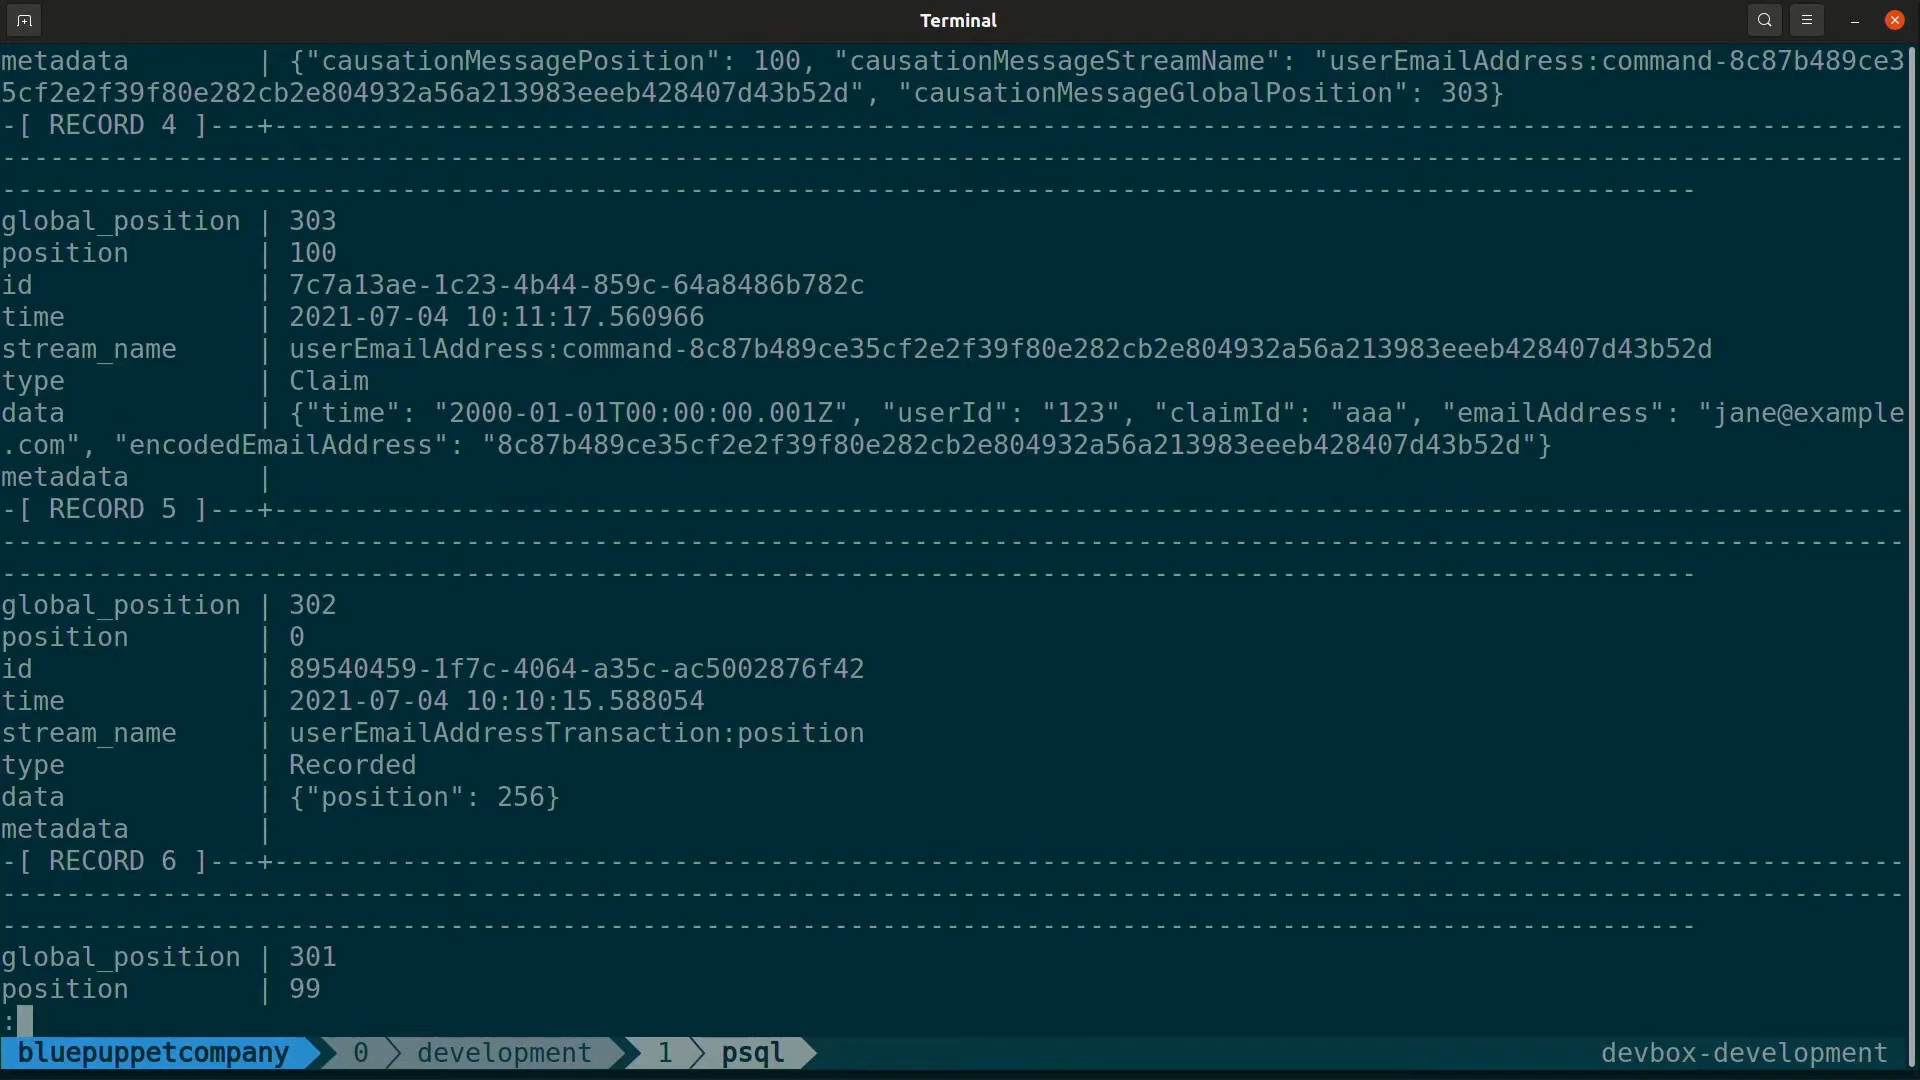 Terminal
metadata         | {"causationMessagePosition": 100, "causationMessageStreamName": "userEmailAddress:command-8c87b489ce3
5cf2e2f39f80e282cb2e804932a56a213983eeeb428407d43b52d", "causationMessageGlobalPosition": 303}
-[ RECORD 4 ]---+------------------------------------------------------------------------------------------------------
-----------------------------------------------------------------------------------------------------------------------
----------------------------------------------------------------------------------------------------------
global_position | 303
position        | 100
id              | 7c7a13ae-1c23-4b44-859c-64a8486b782c
time            | 2021-07-04 10:11:17.560966
stream_name     | userEmailAddress:command-8c87b489ce35cf2e2f39f80e282cb2e804932a56a213983eeeb428407d43b52d
type            | Claim
data            | {"time": "2000-01-01T00:00:00.001Z", "userId": "123", "claimId": "aaa", "emailAddress": "jane@example
.com", "encodedEmailAddress": "8c87b489ce35cf2e2f39f80e282cb2e804932a56a213983eeeb428407d43b52d"}
metadata        |
-[ RECORD 5 ]---+------------------------------------------------------------------------------------------------------
-----------------------------------------------------------------------------------------------------------------------
----------------------------------------------------------------------------------------------------------
global_position | 302
position        | 0
id              | 89540459-1f7c-4064-a35c-ac5002876f42
time            | 2021-07-04 10:10:15.588054
stream_name     | userEmailAddressTransaction:position
type            | Recorded
data            | {"position": 256}
metadata        |
-[ RECORD 6 ]---+------------------------------------------------------------------------------------------------------
-----------------------------------------------------------------------------------------------------------------------
----------------------------------------------------------------------------------------------------------
global_position | 301
position        | 99
:
bluepuppetcompany 0 development 1 psql devbox-development